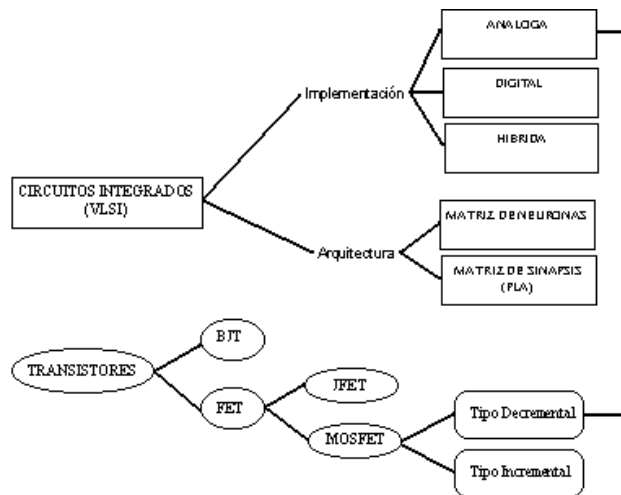 ANALOGA
Implementación
DIGITAL
HIBRIDA
CIRCUITOS INTEGRADOS
(VLSI)
MATRIZ DE NEURONAS
Arquitectura
MATRIZ DE SINAPSIS
(PLA)
BJT
TRANSISTORES
JFET
FET
Tipo Decremental
MOSFET
Tipo Incremental